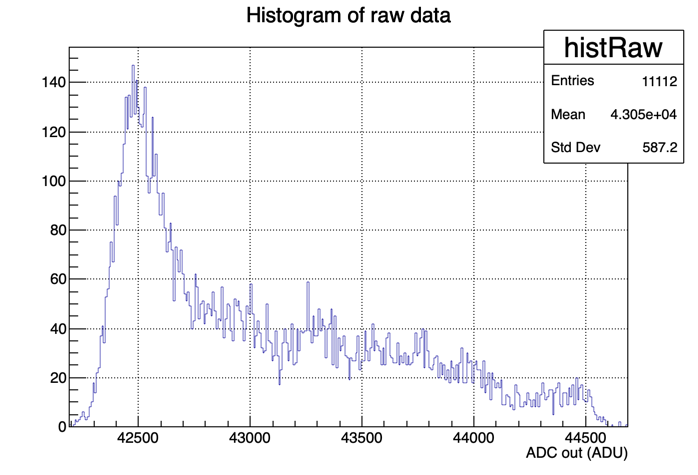 Histogram of raw data
histRaw
Entries 11112
Mean 4.305e+04
Std Dev 587.2
140
120
100
80
60
40
20
0
42500 43000 43500 44000 44500
ADC out (ADU)